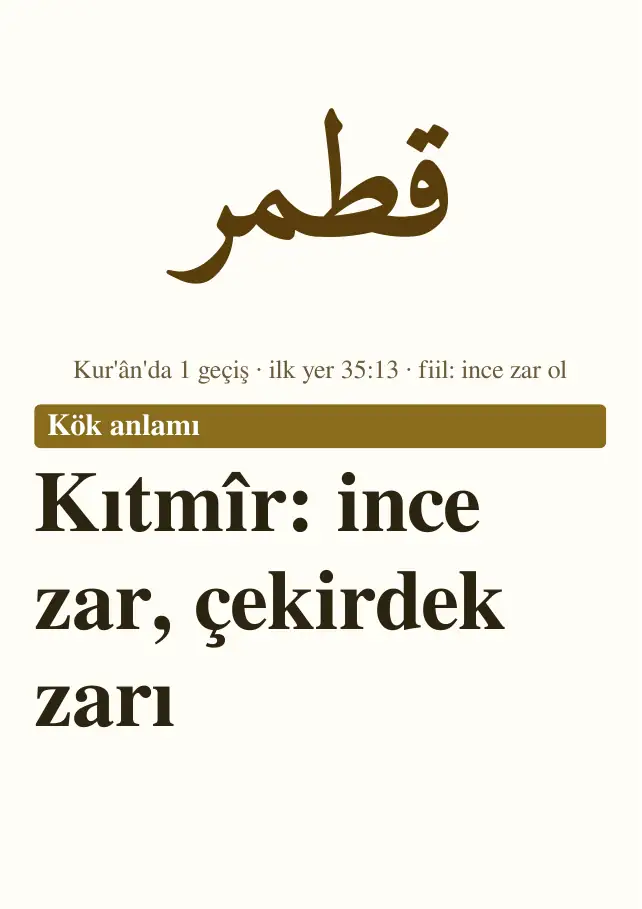 قطمر
Kur'ân'da 1 geçiş · ilk yer 35:13 · fiil: ince zar ol
Kök anlamı
Kıtmîr: ince
zar, çekirdek
zarı